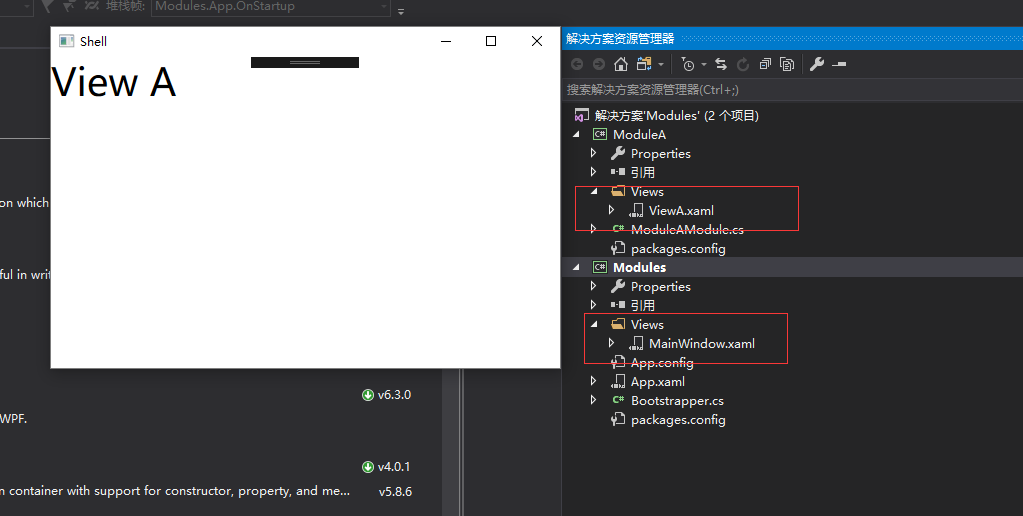 堆栈帧: Modules.App.OnStartup
Shell
View A
on which
ful in writ
v6.3.0
WPF.
v4.0.1
n container with support for constructor, property, and me...
v5.8.6
解决方案资源管理器
搜索解决方案资源管理器(Ctrl+;)
解决方案'Modules' (2 个项目)
C# ModuleA
Properties
引用
Views
ViewA.xaml
C# ModuleAModule.cs
packages.config
C# Modules
Properties
引用
Views
MainWindow.xaml
App.config
App.xaml
C# Bootstrapper.cs
packages.config